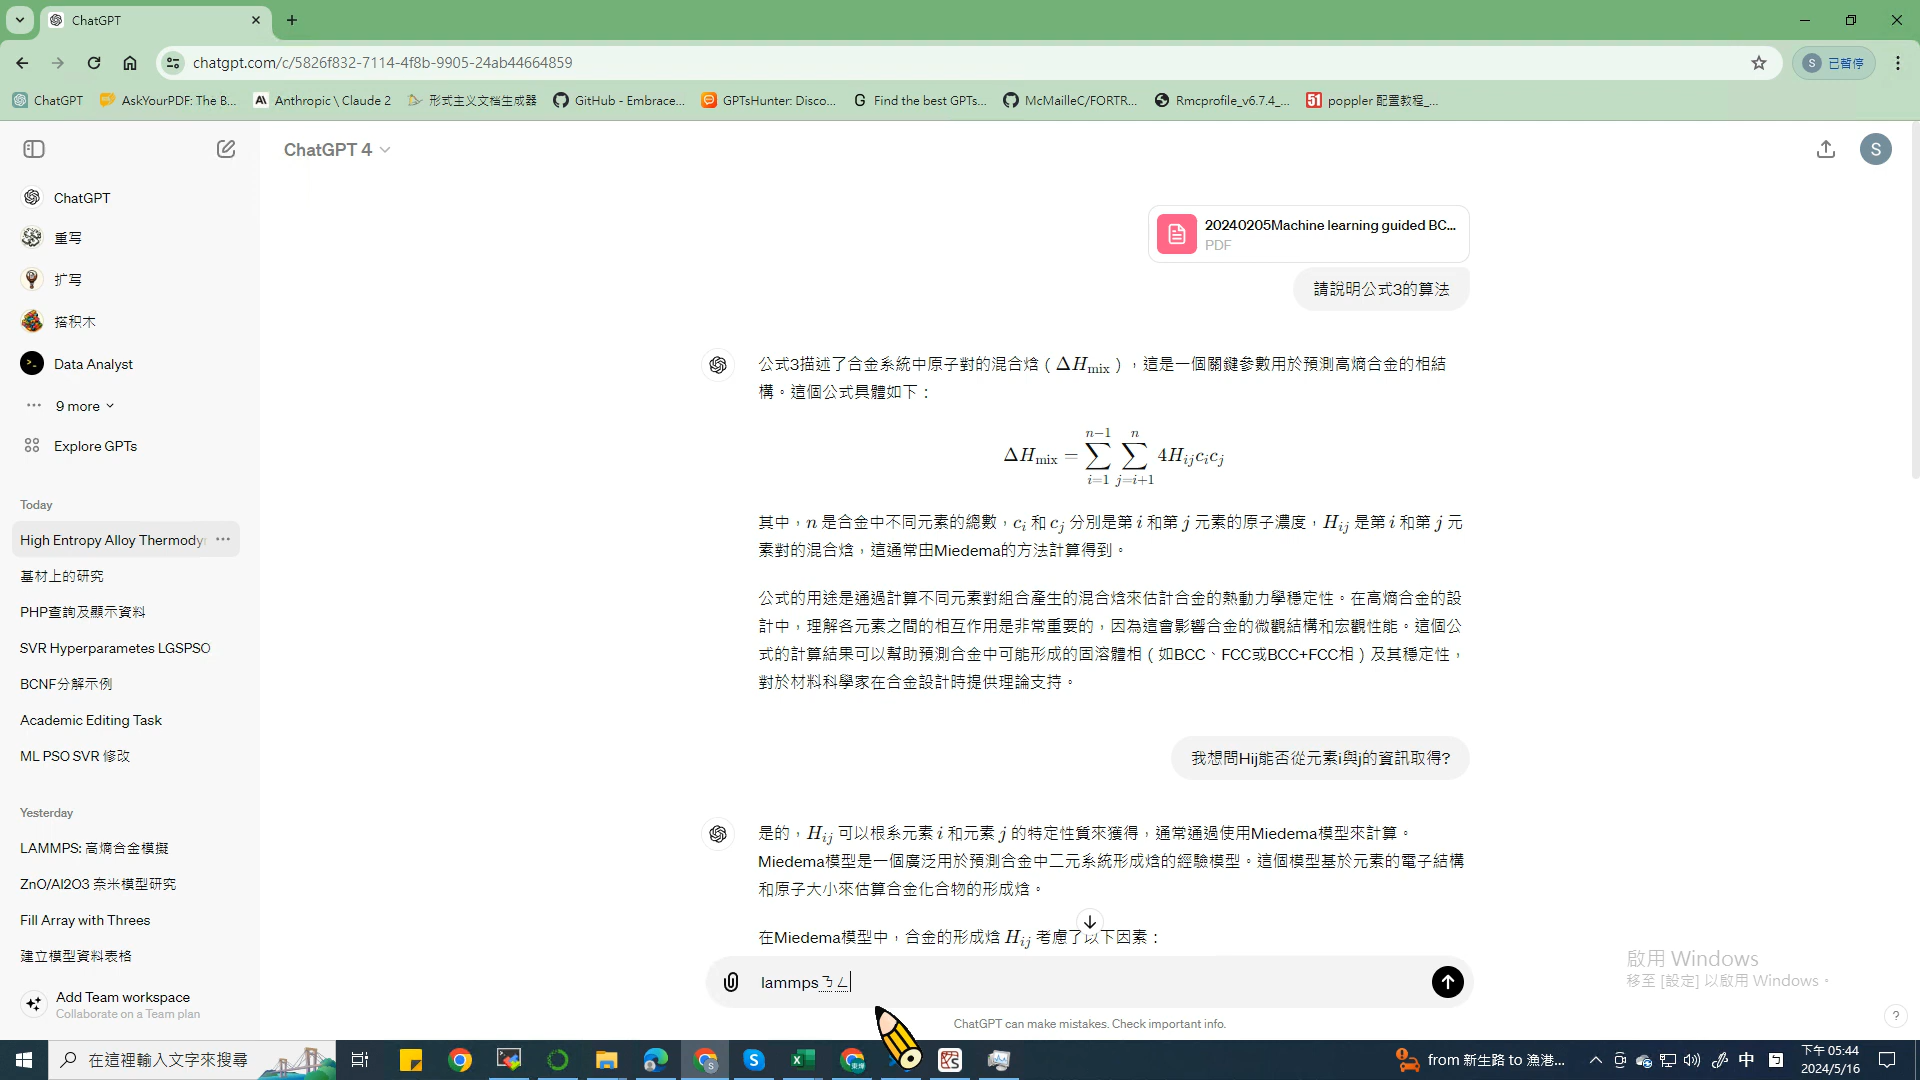 ChatGPT
chatgpt.com/c/5826f832-7114-4f8b-9905-24ab44664859
S 已暫停
ChatGPT
AskYourPDF: The B...
Anthropic \ Claude 2
形式主义文档生成器
GitHub - Embrace...
GPTsHunter: Disco...
G Find the best GPTs...
McMailleC/FORTR...
Rmcprofile_v6.7.4_...
51 poppler 配置教程_...
ChatGPT 4
S
ChatGPT
重写
扩写
搭积木
Data Analyst
9 more
Explore GPTs
Today
High Entropy Alloy Thermody
基材上的研究
PHP查詢及顯示資料
SVR Hyperparametes LGSPSO
BCNF分解示例
Academic Editing Task
ML PSO SVR 修改
Yesterday
LAMMPS: 高熵合金模擬
ZnO/Al2O3 奈米模型研究
Fill Array with Threes
建立模型資料表格
Add Team workspace
Collaborate on a Team plan
20240205Machine learning guided BC...
PDF
請說明公式3的算法
公式3描述了合金系統中原子對的混合焓（ΔH_mix），這是一個關鍵參數用於預測高熵合金的相結
構。這個公式具體如下：
ΔH_mix = ∑_{i=1}^{n−1} ∑_{j=i+1}^{n} 4H_{ij}c_ic_j
其中，n 是合金中不同元素的總數，c_i 和 c_j 分別是第 i 和第 j 元素的原子濃度，H_{ij} 是第 i 和第 j 元
素對的混合焓，這通常由Miedema的方法計算得到。
公式的用途是通過計算不同元素對組合產生的混合焓來估計合金的熱動力學穩定性。在高熵合金的設
計中，理解各元素之間的相互作用是非常重要的，因為這會影響合金的微觀結構和宏觀性能。這個公
式的計算結果可以幫助預測合金中可能形成的固溶體相（如BCC、FCC或BCC+FCC相）及其穩定性，
對於材料科學家在合金設計時提供理論支持。
我想問Hij能否從元素i與j的資訊取得?
是的，H_{ij} 可以根系元素 i 和元素 j 的特定性質來獲得，通常通過使用Miedema模型來計算。
Miedema模型是一個廣泛用於預測合金中二元系統形成焓的經驗模型。這個模型基於元素的電子結構
和原子大小來估算合金化合物的形成焓。
在Miedema模型中，合金的形成焓 H_{ij} 考慮了以下因素：
lammpsㄋㄥ
ChatGPT can make mistakes. Check important info.
?
啟用 Windows
移至 [設定] 以啟用 Windows。
在這裡輸入文字來搜尋
from 新生路 to 漁港...
中
下午 05:44
2024/5/16